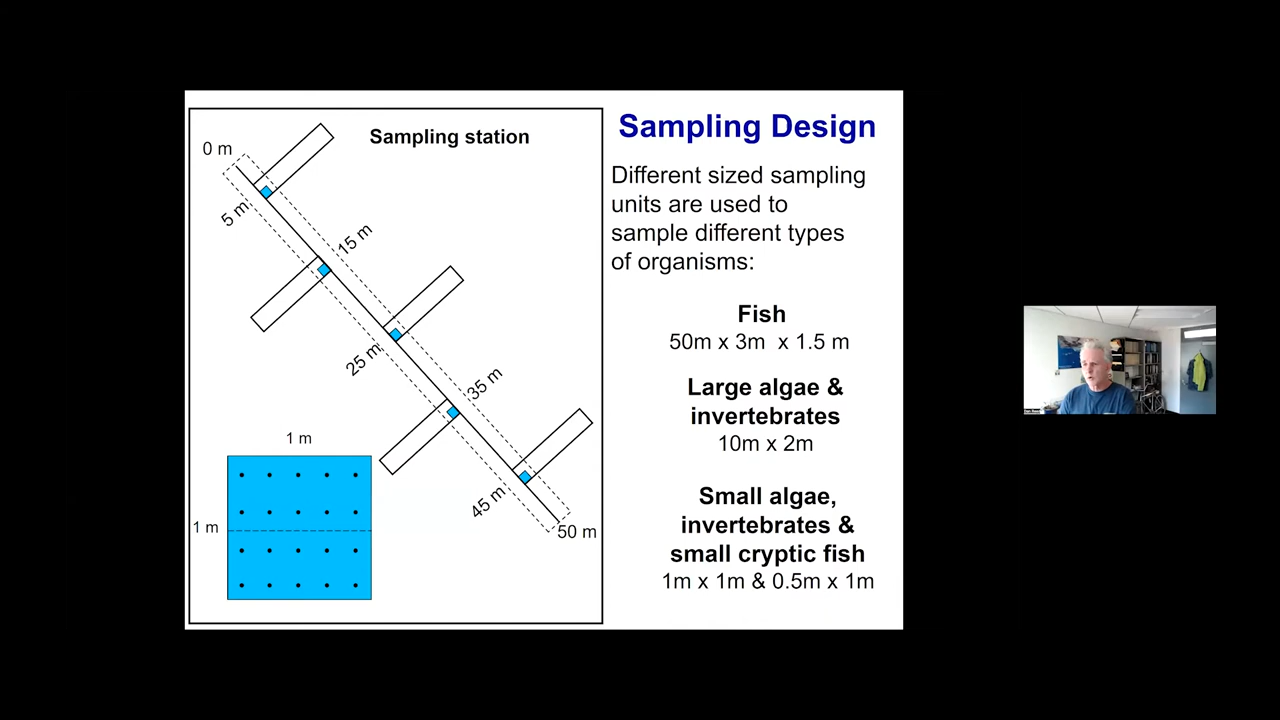 Sampling station
0 m
5 m
15 m
25 m
35 m
45 m
50 m
1 m
1 m
Sampling Design
Different sized sampling
units are used to
sample different types
of organisms:
Fish
50m x 3m x 1.5 m
Large algae &
invertebrates
10m x 2m
Small algae,
invertebrates &
small cryptic fish
1m x 1m & 0.5m x 1m